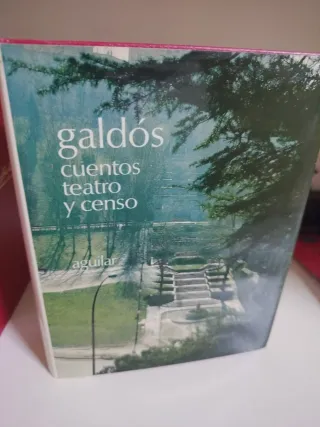 galdós
cuentos
teatro
y censo
aguilar